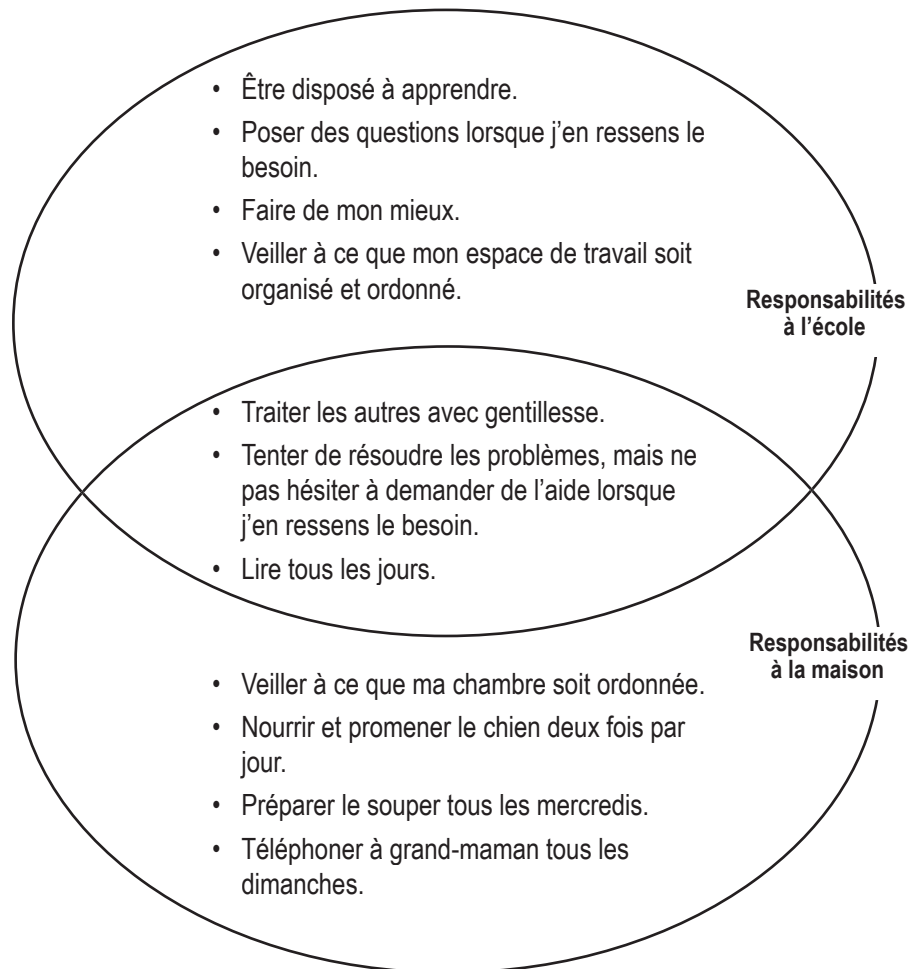 • Être disposé à apprendre.
• Poser des questions lorsque j’en ressens le
besoin.
• Faire de mon mieux.
• Veiller à ce que mon espace de travail soit
organisé et ordonné.
Responsabilités
à l’école
• Traiter les autres avec gentillesse.
• Tenter de résoudre les problèmes, mais ne
pas hésiter à demander de l’aide lorsque
j’en ressens le besoin.
• Lire tous les jours.
Responsabilités
à la maison
• Veiller à ce que ma chambre soit ordonnée.
• Nourrir et promener le chien deux fois par
jour.
• Préparer le souper tous les mercredis.
• Téléphoner à grand-maman tous les
dimanches.